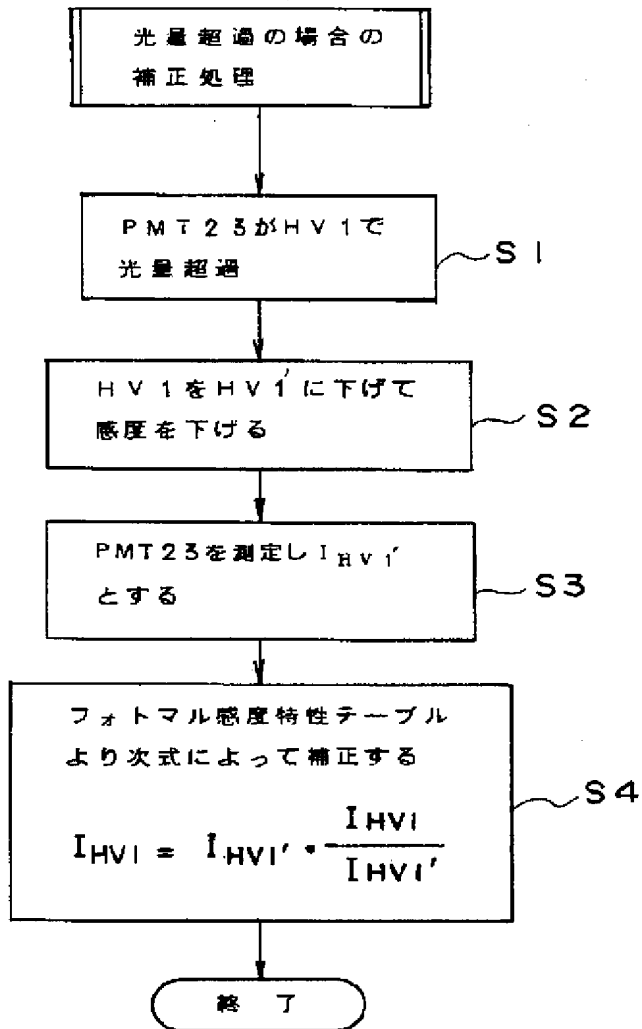 光量超過の場合の
補正処理
PMT23がHV1で
光量超過
S1
HV1をHV1'に下げて
感度を下げる
S2
PMT23を測定しIHV1'
とする
S3
フォトマル感度特性テーブル
より次式によって補正する
IHV1 = IHV1' · IHV1 / IHV1'
S4
終了